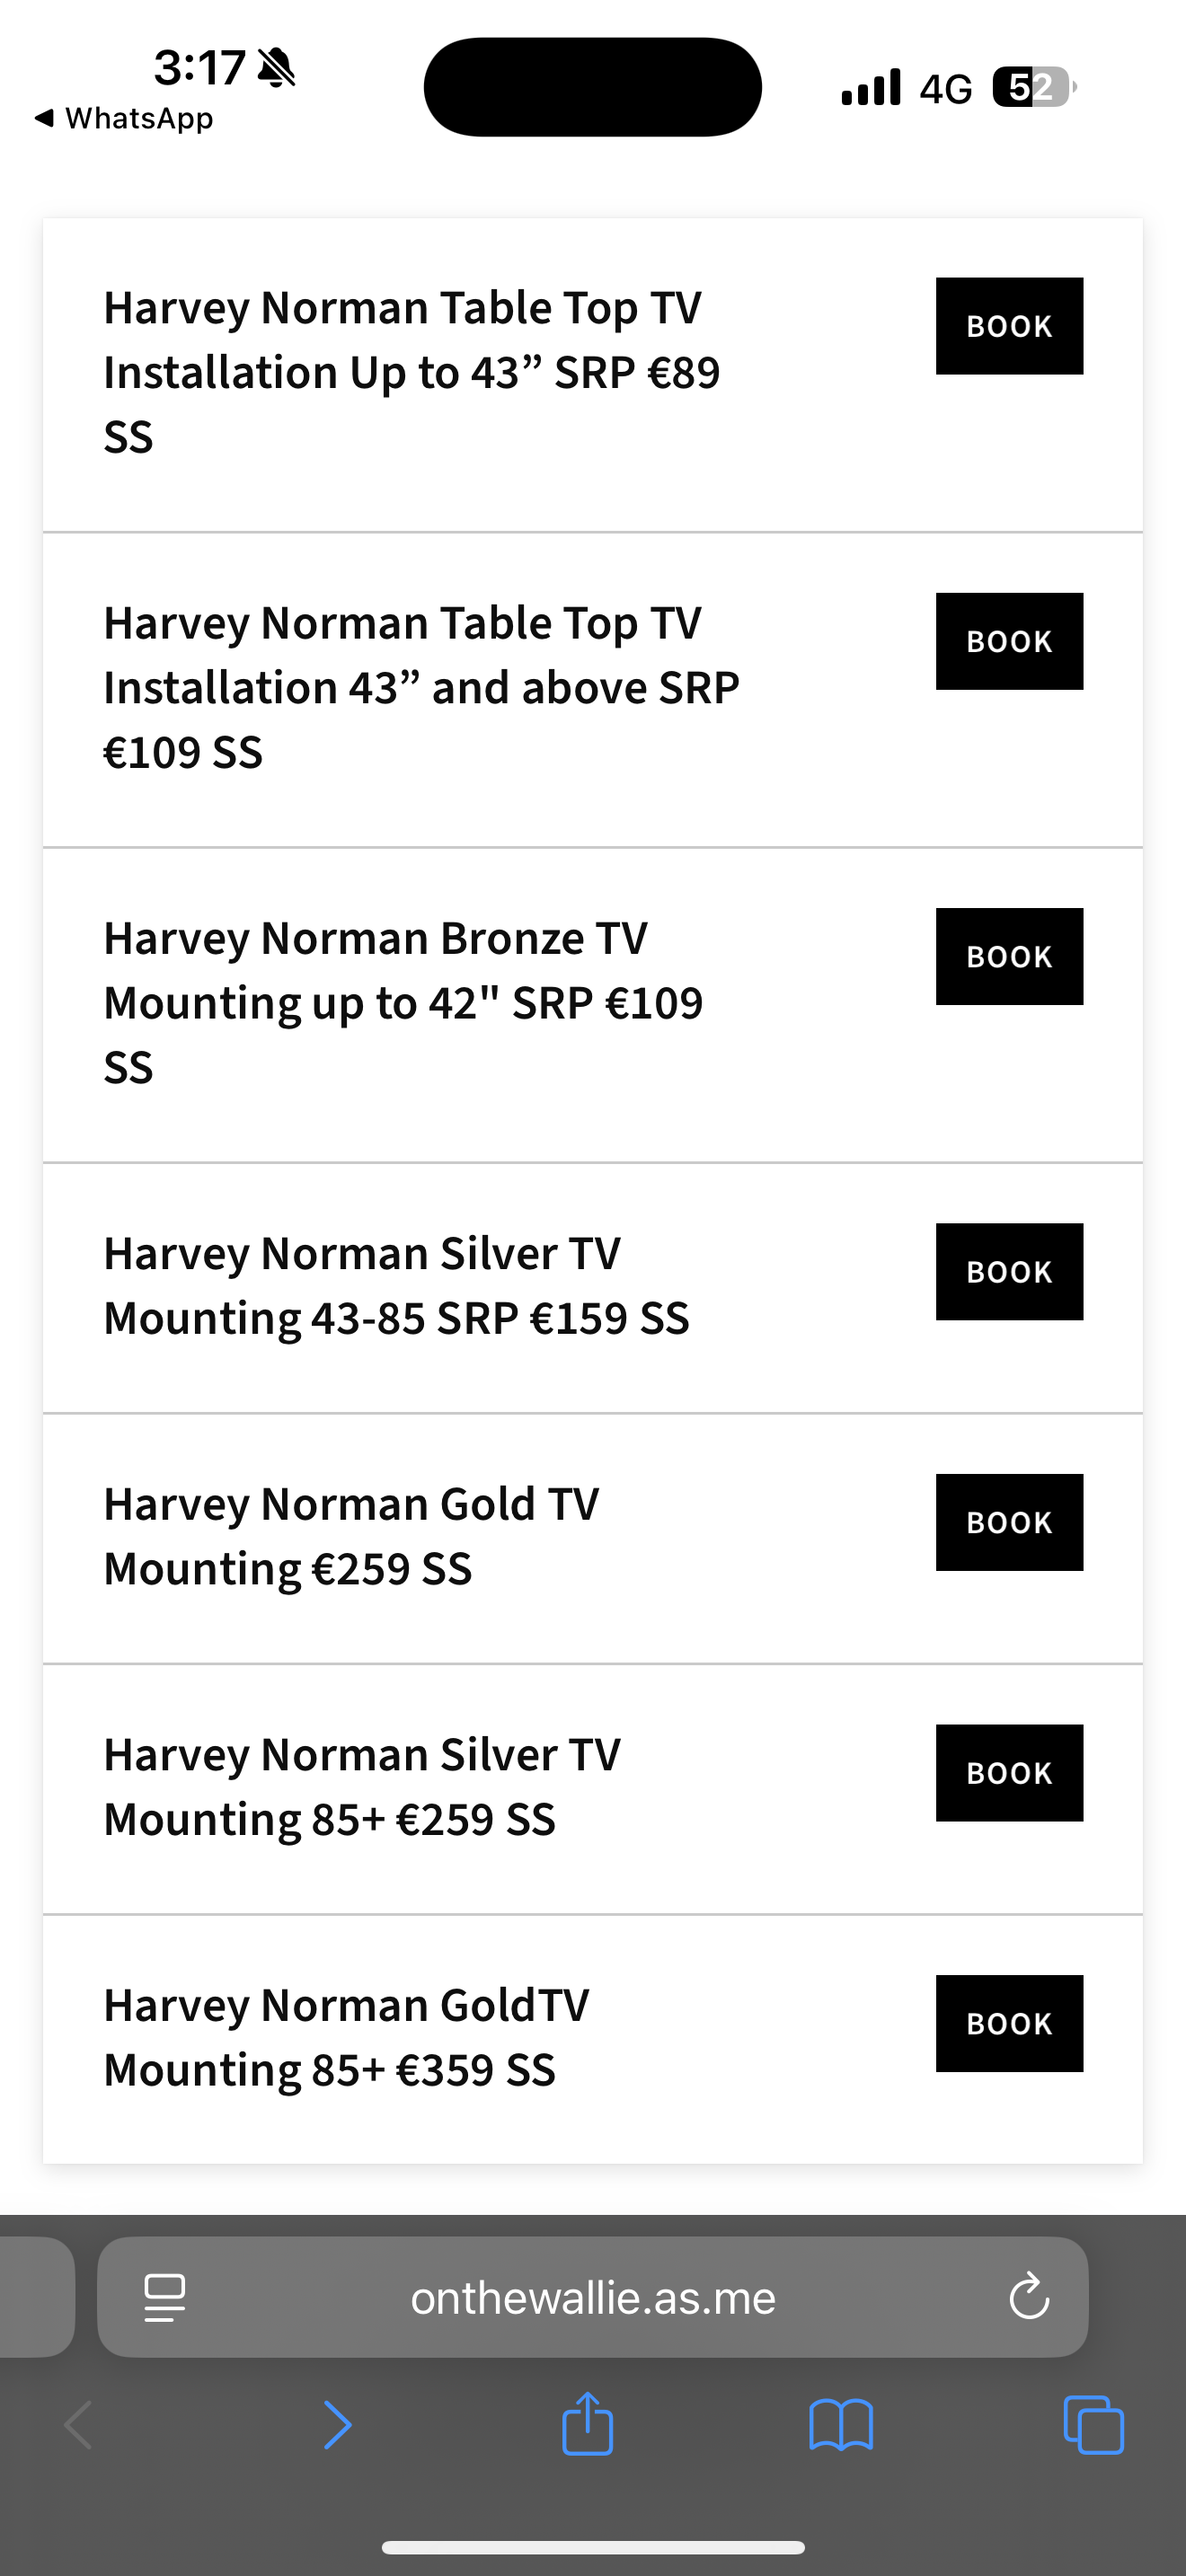 3:17
◀ WhatsApp
4G
52
Harvey Norman Table Top TV
Installation Up to 43” SRP €89
SS
BOOK
Harvey Norman Table Top TV
Installation 43” and above SRP
€109 SS
BOOK
Harvey Norman Bronze TV
Mounting up to 42" SRP €109
SS
BOOK
Harvey Norman Silver TV
Mounting 43-85 SRP €159 SS
BOOK
Harvey Norman Gold TV
Mounting €259 SS
BOOK
Harvey Norman Silver TV
Mounting 85+ €259 SS
BOOK
Harvey Norman GoldTV
Mounting 85+ €359 SS
BOOK
onthewallie.as.me